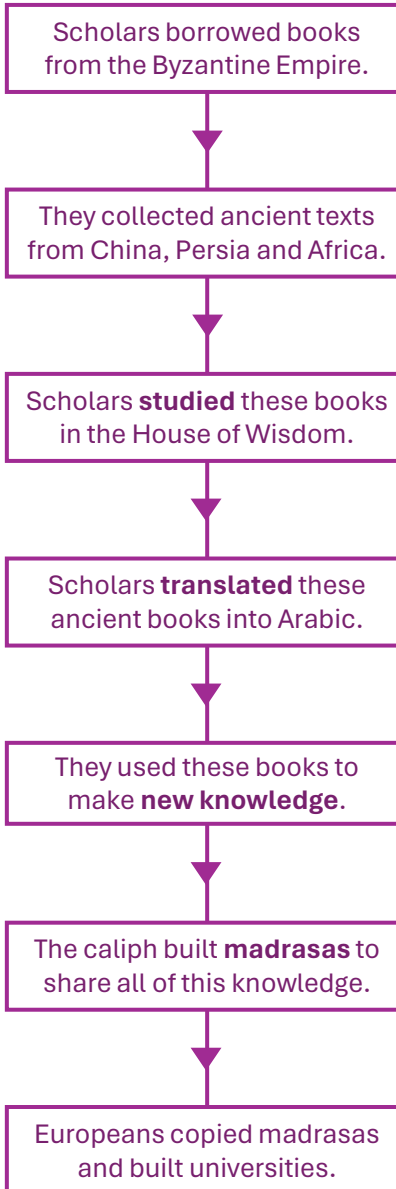 Scholars borrowed books
from the Byzantine Empire.
They collected ancient texts
from China, Persia and Africa.
Scholars studied these books
in the House of Wisdom.
Scholars translated these
ancient books into Arabic.
They used these books to
make new knowledge.
The caliph built madrasas to
share all of this knowledge.
Europeans copied madrasas
and built universities.